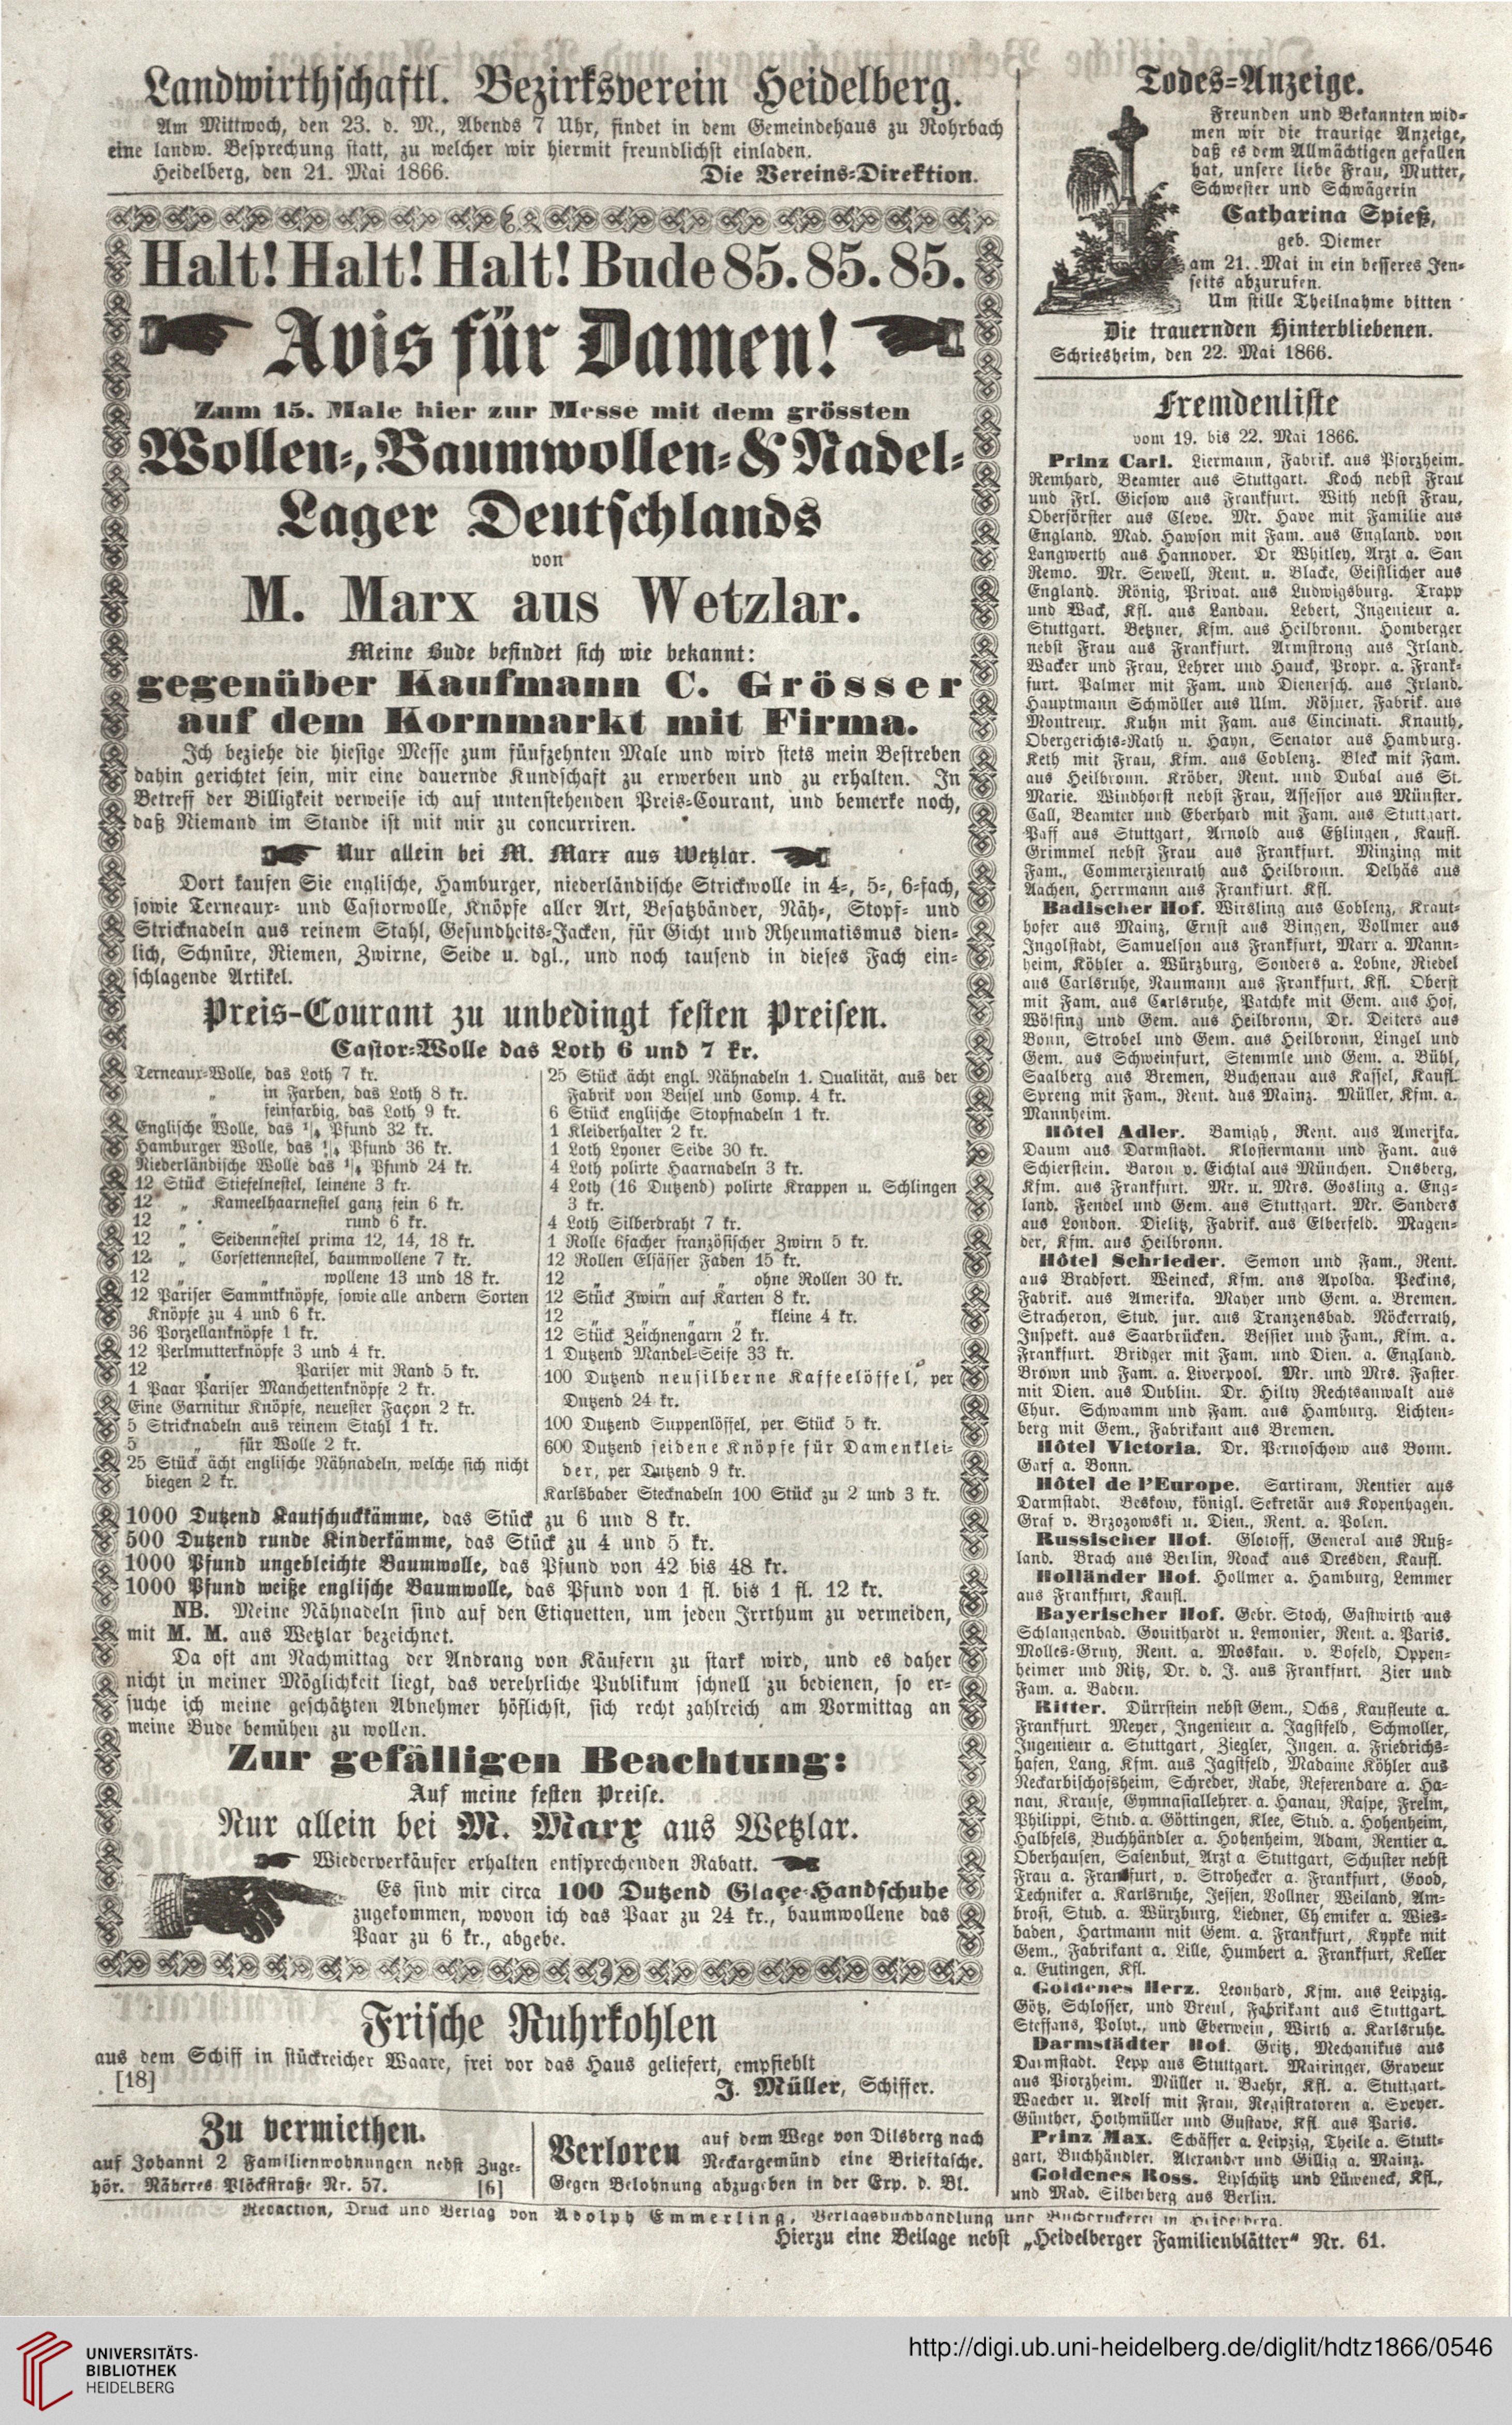 Landwirthschaftl. Bezirksverein Heidelberg.
Am Mittwoch, den 23. d. M., Abends 7 Uhr, findet in dem Gemeindehaus zu Rohrbach
eine landw. Besprechung statt, zu welcher wir hiermit freundlichst einladen.
Heidelberg, den 21. Mai 1866. Die Vereins-Direktion.
Halt! Halt! Halt! Bude 85. 85. 85.
Avis für Damen!
Zum 15. Male hier zur Messe mit dem grössten
Wollen-, Baumwollen- & Nadel-
Lager Deutschlands
von
M. Marx aus Wetzlar.
Meine Bude befindet sich wie bekannt:
gegenüber Kaufmann C. Grösser
auf dem Kornmarkt mit Firma.
Ich beziehe die hiesige Messe zum fünfzehnten Male und wird stets mein Bestreben
dahin gerichtet sein, mir eine dauernde Kundschaft zu erwerben und zu erhalten. In
Betreff der Billigkeit verweise ich auf untenstehenden Preis-Courant, und bemerke noch,
daß Niemand im Stande ist mit mir zu concurriren.
Nur allein bei M. Marx aus Wetzlar.
Dort kaufen Sie englische, Hamburger, niederländische Strickwolle in 4-, 5-, 6-fach,
sowie Terneaux- und Castorwolle, Knöpfe aller Art, Besatzbänder, Näh-, Stopf- und
Stricknadeln aus reinem Stahl, Gesundheits-Jacken, für Gicht und Rheumatismus dien-
lich, Schnüre, Riemen, Zwirne, Seide u. dgl., und noch tausend in dieses Fach ein-
schlagende Artikel.
Preis-Courant zu unbedingt festen Preisen.
Castor-Wolle das Loth 6 und 7 kr.
Terneaux-Wolle, das Loth 7 kr.
„ in Farben, das Loth 8 kr.
„ feinfarbig, das Loth 9 kr.
Englische Wolle, das 1/4 Pfund 32 kr.
Hamburger Wolle, das 1/4 Pfund 36 kr.
Niederländische Wolle das 1/4 Pfund 24 kr.
12 Stück Stiefelnestel, leinene 3 kr.
12 „ Kameelhaarnestel ganz fein 6 kr.
12 „ „ rund 6 kr.
12 „ Seidennestel prima 12, 14, 18 kr.
12 „ Corsettennestel, baumwollene 7 kr.
12 „ „ wollene 13 und 18 kr.
12 Pariser Sammtknöpfe, sowie alle andern Sorten
Knöpfe zu 4 und 6 kr.
36 Porzellanknöpfe 1 kr.
12 Perlmutterknöpfe 3 und 4 kr.
12 „ Pariser mit Rand 5 kr.
1 Paar Pariser Manchettenknöpfe 2 kr.
Eine Garnitur Knöpfe, neuester Façon 2 kr.
5 Stricknadeln aus reinem Stahl 1 kr.
5 „ für Wolle 2 kr.
25 Stück ächt englische Nähnadeln, welche sich nicht
biegen 2 kr.
25 Stück ächt engl. Nähnadeln 1. Qualität, aus der
Fabrik von Beisel und Comp. 4 kr.
6 Stück englische Stopfnadeln 1 kr.
1 Kleiderhalter 2 kr.
1 Loth Lyoner Seide 30 kr.
4 Loth polirte Haarnadeln 3 kr.
4 Loth (16 Dutzend) polirte Krappen u. Schlingen
3 kr.
4 Loth Silberdraht 7 kr.
1 Rolle 6facher französischer Zwirn 5 kr.
12 Rollen Elsässer Faden 15 kr.
12 „ „ „ ohne Rollen 30 kr.
12 Stück Zwirn auf Karten 8 kr.
12 „ „ „ „ kleine 4 kr.
12 Stück Zeichnengarn 2 kr.
1 Dutzend Mandel-Seife 33 kr.
100 Dutzend neusilberne Kaffeelöffel, per
Dutzend 24 kr.
100 Dutzend Suppenlöffel, per Stück 5 kr.
600 Dutzend seidene Knöpfe für Damenklei-
der, per Dutzend 9 kr.
Karlsbader Stecknadeln 100 Stück zu 2 und 3 kr.
1000 Dutzend Kautschuckkämme, das Stück zu 6 und 8 kr.
500 Dutzend runde Kinderkämme, das Stück zu 4 und 5 kr.
1000 Pfund ungebleichte Baumwolle, das Pfund von 42 bis 48 kr.
1000 Pfund weiße englische Baumwolle, das Pfund von 1 fl. bis 1 fl. 12 kr.
NB. Meine Nähnadeln sind auf den Etiquetten, um jeden Irrthum zu vermeiden,
mit M. M. aus Wetzlar bezeichnet.
Da oft am Nachmittag der Andrang von Käufern zu stark wird, und es daher
nicht in meiner Möglichkeit liegt, das verehrliche Publikum schnell zu bedienen, so er-
suche ich meine geschätzten Abnehmer höflichst, sich recht zahlreich am Vormittag an
meine Bude bemühen zu wollen.
Zur gefälligen Beachtung:
Auf meine festen Preise.
Nur allein bei M. Marx aus Wetzlar.
Wiederverkäufer erhalten entsprechenden Rabatt.
Es sind mir circa 100 Dutzend Glaçe-Handschuhe
zugekommen, wovon ich das Paar zu 24 kr., baumwollene das
Paar zu 6 kr., abgebe.
Frische Ruhrkohlen
aus dem Schiff in stückreicher Waare, frei vor das Haus geliefert, empfiehlt
[18] J. Müller, Schiffer.
Zu vermiethen.
auf Johanni 2 Familienwohnungen nebst Zuge-
hör. Näheres Plöckstraße Nr. 57. [6]
Verloren auf dem Wege von Dilsberg nach
Neckargemünd eine Brieftasche.
Gegen Belohnung abzugeben in der Exp. d. Bl.
Todes-Anzeige.
Freunden und Bekannten wid-
men wir die traurige Anzeige,
daß es dem Allmächtigen gefallen
hat, unsere liebe Frau, Mutter,
Schwester und Schwägerin
Catharina Spieß,
geb. Diemer
am 21. Mai in ein besseres Jen-
seits abzurufen.
Um stille Theilnahme bitten
Die trauernden Hinterbliebenen.
Schriesheim, den 22. Mai 1866.
Fremdenliste
vom 19. bis 22. Mai 1866.
Prinz Carl. Liermann, Fabrik. aus Pforzheim.
Remhard, Beamter aus Stuttgart. Koch nebst Frau
und Frl. Giesow aus Frankfurt. With nebst Frau,
Oberförster aus Cleve. Mr. Have mit Familie aus
England. Mad. Hawson mit Fam. aus England. von
Langwerth aus Hannover. Dr Whitley, Arzt a. San
Remo. Mr. Sewell, Rent. u. Blacke, Geistlicher aus
England. König, Privat. aus Ludwigsburg. Trapp
und Wack, Kfl. aus Landau. Lebert, Ingenieur a.
Stuttgart. Betzner, Kfm. aus Heilbronn. Homberger
nebst Frau aus Frankfurt. Armstrong aus Irland.
Wacker und Frau, Lehrer und Hauck, Propr. a. Frank-
furt. Palmer mit Fam. und Dienersch. aus Irland.
Hauptmann Schmöller aus Ulm. Rösner, Fabrik. aus
Montreux. Kuhn mit Fam. aus Cincinati. Knauth,
Obergerichts-Rath u. Hayn, Senator aus Hamburg.
Keth mit Frau, Kfm. aus Coblenz. Bleck mit Fam.
aus Heilbronn. Kröber, Rent. und Dubal aus St.
Marie. Windhorst nebst Frau, Assessor aus Münster.
Call, Beamter und Eberhard mit Fam. aus Stuttgart.
Paff aus Stuttgart, Arnold aus Eßlingen, Kaufl.
Grimmel nebst Frau aus Frankfurt. Minzing mit
Fam., Commerzienrath aus Heilbronn. Delhäs aus
Aachen, Herrmann aus Frankfurt. Kfl.
Badischer Hof. Wirsling aus Coblenz, Kraut-
hofer aus Mainz, Ernst aus Bingen, Vollmer aus
Ingolstadt, Samuelson aus Frankfurt, Marx a. Mann-
heim, Köhler a. Würzburg, Sonders a. Lobne, Riedel
aus Carlsruhe, Naumann aus Frankfurt, Kfl. Oberst
mit Fam. aus Carlsruhe, Patchke mit Gem. aus Hof,
Wölfing und Gem. aus Heilbronn, Dr. Deiters aus
Bonn, Strobel und Gem. aus Heilbronn, Lingel und
Gem. aus Schweinfurt, Stemmle und Gem. a. Bühl,
Saalberg aus Bremen, Buchenau aus Kassel, Kaufl.
Spreng mit Fam., Rent. aus Mainz. Müller, Kfm. a.
Mannheim.
Hôtel Adler. Bamigh, Rent. aus Amerika.
Daum aus Darmstadt. Klostermann und Fam. aus
Schierstein. Baron v. Eichtal aus München. Onsberg,
Kfm. aus Frankfurt. Mr. u. Mrs. Gosling a. Eng-
land. Fendel und Gem. aus Stuttgart. Mr. Sanders
aus London. Dielitz, Fabrik. aus Elberfeld. Magen-
der, Kfm. aus Heilbronn.
Hôtel Schrieder. Semon und Fam., Rent.
aus Bradfort. Weineck, Kfm. aus Apolda. Peckins,
Fabrik. aus Amerika. Mayer und Gem. a. Bremen.
Stracheron, Stud. jur. aus Tranzensbad. Röckerrath,
Inspekt. aus Saarbrücken. Bessier und Fam., Kfm. a.
Frankfurt. Bridger mit Fam. und Dien. a. England.
Brown und Fam. a. Liverpool. Mr. und Mrs. Faster
mit Dien. aus Dublin. Dr. Hilty Rechtsanwalt aus
Chur. Schwamm und Fam. aus Hamburg. Lichten-
berg mit Gem., Fabrikant aus Bremen.
Hôtel Victoria. Dr. Pernoschow aus Bonn.
Garf a. Bonn.
Hôtel de l'Europe. Sartiram, Rentier aus
Darmstadt. Beskow, königl. Sekretär aus Kopenhagen.
Graf v. Brzozowski u. Dien., Rent. a. Polen.
Russischer Hof. Glotoff, General aus Ruß-
land. Brach aus Berlin, Noack aus Dresden, Kaufl.
Holländer Hof. Hollmer a. Hamburg, Lemmer
aus Frankfurt, Kaufl.
Bayerischer Hof. Gebr. Stoch, Gastwirth aus
Schlangenbad. Gouithardt u. Lemonier, Rent. a. Paris.
Molles-Gruy, Rent. a. Moskau. v. Bofeld, Oppen-
heimer und Ritz, Dr. d. J. aus Frankfurt. Zier und
Fam. a. Baden.
Ritter. Dürrstein nebst Gem., Ochs, Kaufleute a.
Frankfurt. Meyer, Ingenieur a. Jagstfeld, Schmoller,
Ingenieur a. Stuttgart, Ziegler, Ingen. a. Friedrichs-
hafen, Lang, Kfm. aus Jagstfeld, Madame Köhler aus
Neckarbischofsheim, Schreder, Rabe, Referendare a. Ha-
nau, Krause, Gymnasiallehrer a. Hanau, Raspe, Frelm,
Philippi, Stud. a. Göttingen, Klee, Stud. a. Hohenheim,
Halbfels, Buchhändler a. Hohenheim, Adam, Rentier a.
Oberhausen, Sasenbut, Arzt a Stuttgart, Schuster nebst
Frau a. Frankfurt, v. Strohecker a. Frankfurt, Good,
Techniker a. Karlsruhe, Jessen, Vollner, Weiland, Am-
brosi, Stud. a. Würzburg, Liedner, Chemiker a. Wies-
baden, Hartmann mit Gem. a. Frankfurt, Kypke mit
Gem., Fabrikant a. Lille, Humbert a. Frankfurt, Keller
a. Eutingen, Kfl.
Goldenes Herz. Leonhard, Kfm. aus Leipzig.
Götz, Schlosser, und Breul, Fabrikant aus Stuttgart.
Steffans, Polyt., und Eberwein, Wirth a. Karlsruhe.
Darmstädter Hof. Gritz, Mechanikus aus
Darmstadt. Lepp aus Stuttgart. Mairinger, Graveur
aus Pforzheim. Müller u. Baehr, Kfl. a. Stuttgart.
Waecher u. Adolf mit Frau, Registratoren a. Speyer.
Günther, Hothmüller und Gustave, Kfl aus Paris.
Prinz Max. Schäffer a. Leipzig, Theile a. Stutt-
gart, Buchhändler. Alexander und Gillig a. Mainz.
Goldenes Ross. Lipschütz und Lüweneck, Kfl.,
und Mad. Silberberg aus Berlin.
Redaction, Druck und Verlag von Adolph Emmerling, Verlagsbuchhandlung und Buchdruckerei in Heidelberg.
Hierzu eine Beilage nebst „Heidelberger Familienblätter“ Nr. 61.
UNIVERSITÄTS-
BIBLIOTHEK
HEIDELBERG
http://digi.ub.uni-heidelberg.de/diglit/hdtz1866/0546